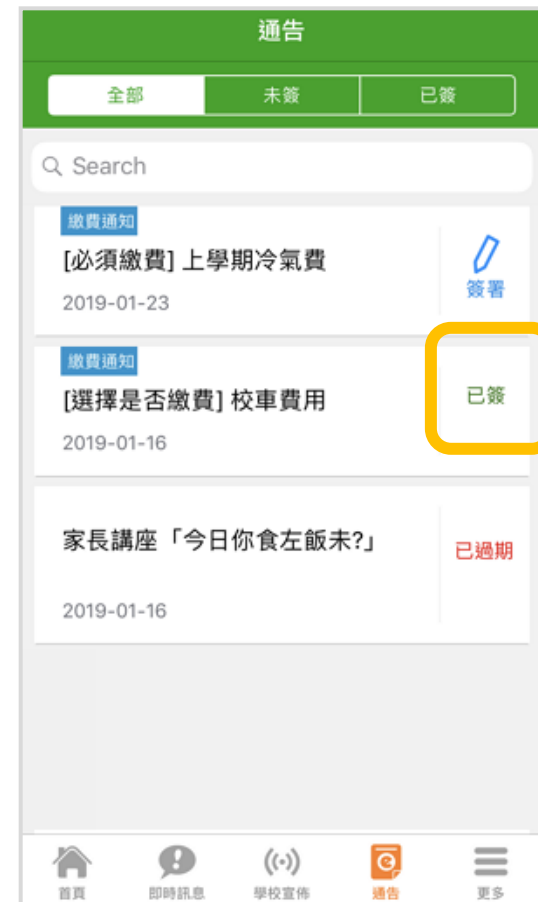 通告
全部 未簽 已簽
Search
繳費通知
[必須繳費] 上學期冷氣費
2019-01-23
簽署
繳費通知
[選擇是否繳費] 校車費用
2019-01-16
已簽
家長講座「今日你食左飯未?」
2019-01-16
已過期
首頁 即時訊息 學校宣佈 通告 更多